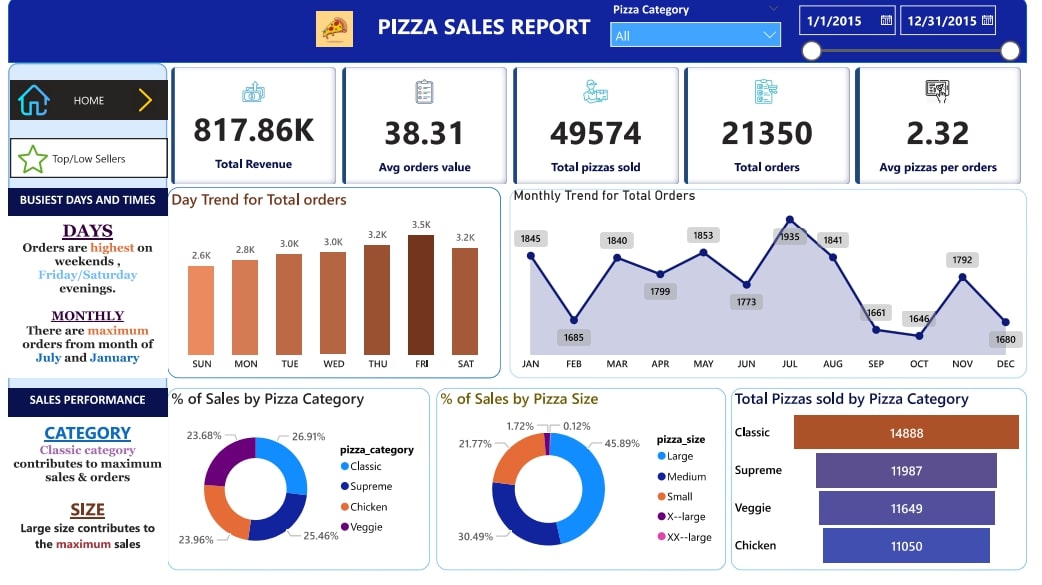 PIZZA SALES REPORT
Pizza Category
All
1/1/2015
12/31/2015
HOME
Top/Low Sellers
817.86K
Total Revenue
38.31
Avg orders value
49574
Total pizzas sold
21350
Total orders
2.32
Avg pizzas per orders
BUSIEST DAYS AND TIMES
DAYS
Orders are highest on
weekends ,
Friday/Saturday
evenings.
MONTHLY
There are maximum
orders from month of
July and January
Day Trend for Total orders
2.6K
2.8K
3.0K
3.0K
3.2K
3.5K
3.2K
SUN MON TUE WED THU FRI SAT
Monthly Trend for Total Orders
1845
1685
1840
1799
1853
1773
1935
1841
1661
1646
1792
1680
JAN FEB MAR APR MAY JUN JUL AUG SEP OCT NOV DEC
SALES PERFORMANCE
CATEGORY
Classic category
contributes to maximum
sales & orders
SIZE
Large size contributes to
the maximum sales
% of Sales by Pizza Category
23.68%
26.91%
23.96%
25.46%
pizza_category
Classic
Supreme
Chicken
Veggie
% of Sales by Pizza Size
1.72%
0.12%
21.77%
45.89%
30.49%
pizza_size
Large
Medium
Small
X--large
XX--large
Total Pizzas sold by Pizza Category
Classic 14888
Supreme 11987
Veggie 11649
Chicken 11050